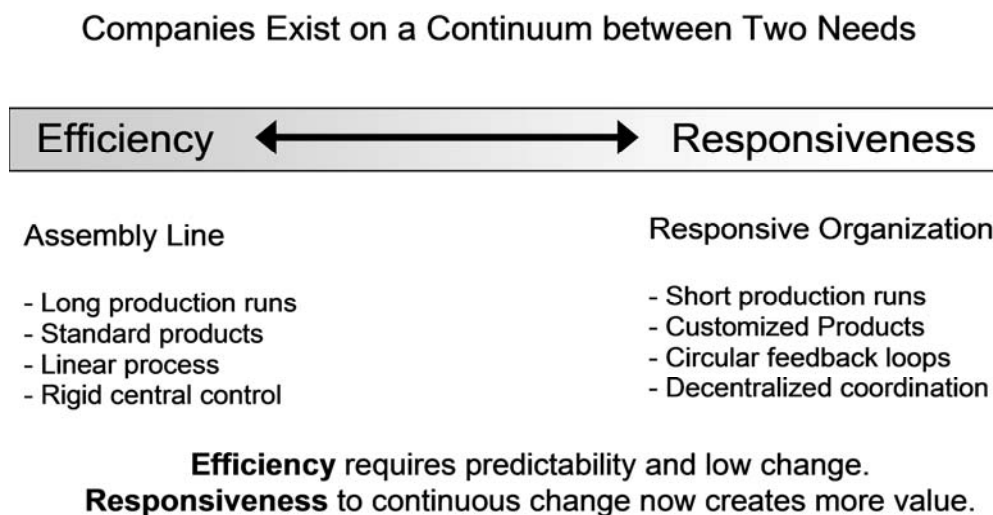 Companies Exist on a Continuum between Two Needs
Efficiency
Responsiveness
Assembly Line
- Long production runs
- Standard products
- Linear process
- Rigid central control
Responsive Organization
- Short production runs
- Customized Products
- Circular feedback loops
- Decentralized coordination
Efficiency requires predictability and low change.
Responsiveness to continuous change now creates more value.